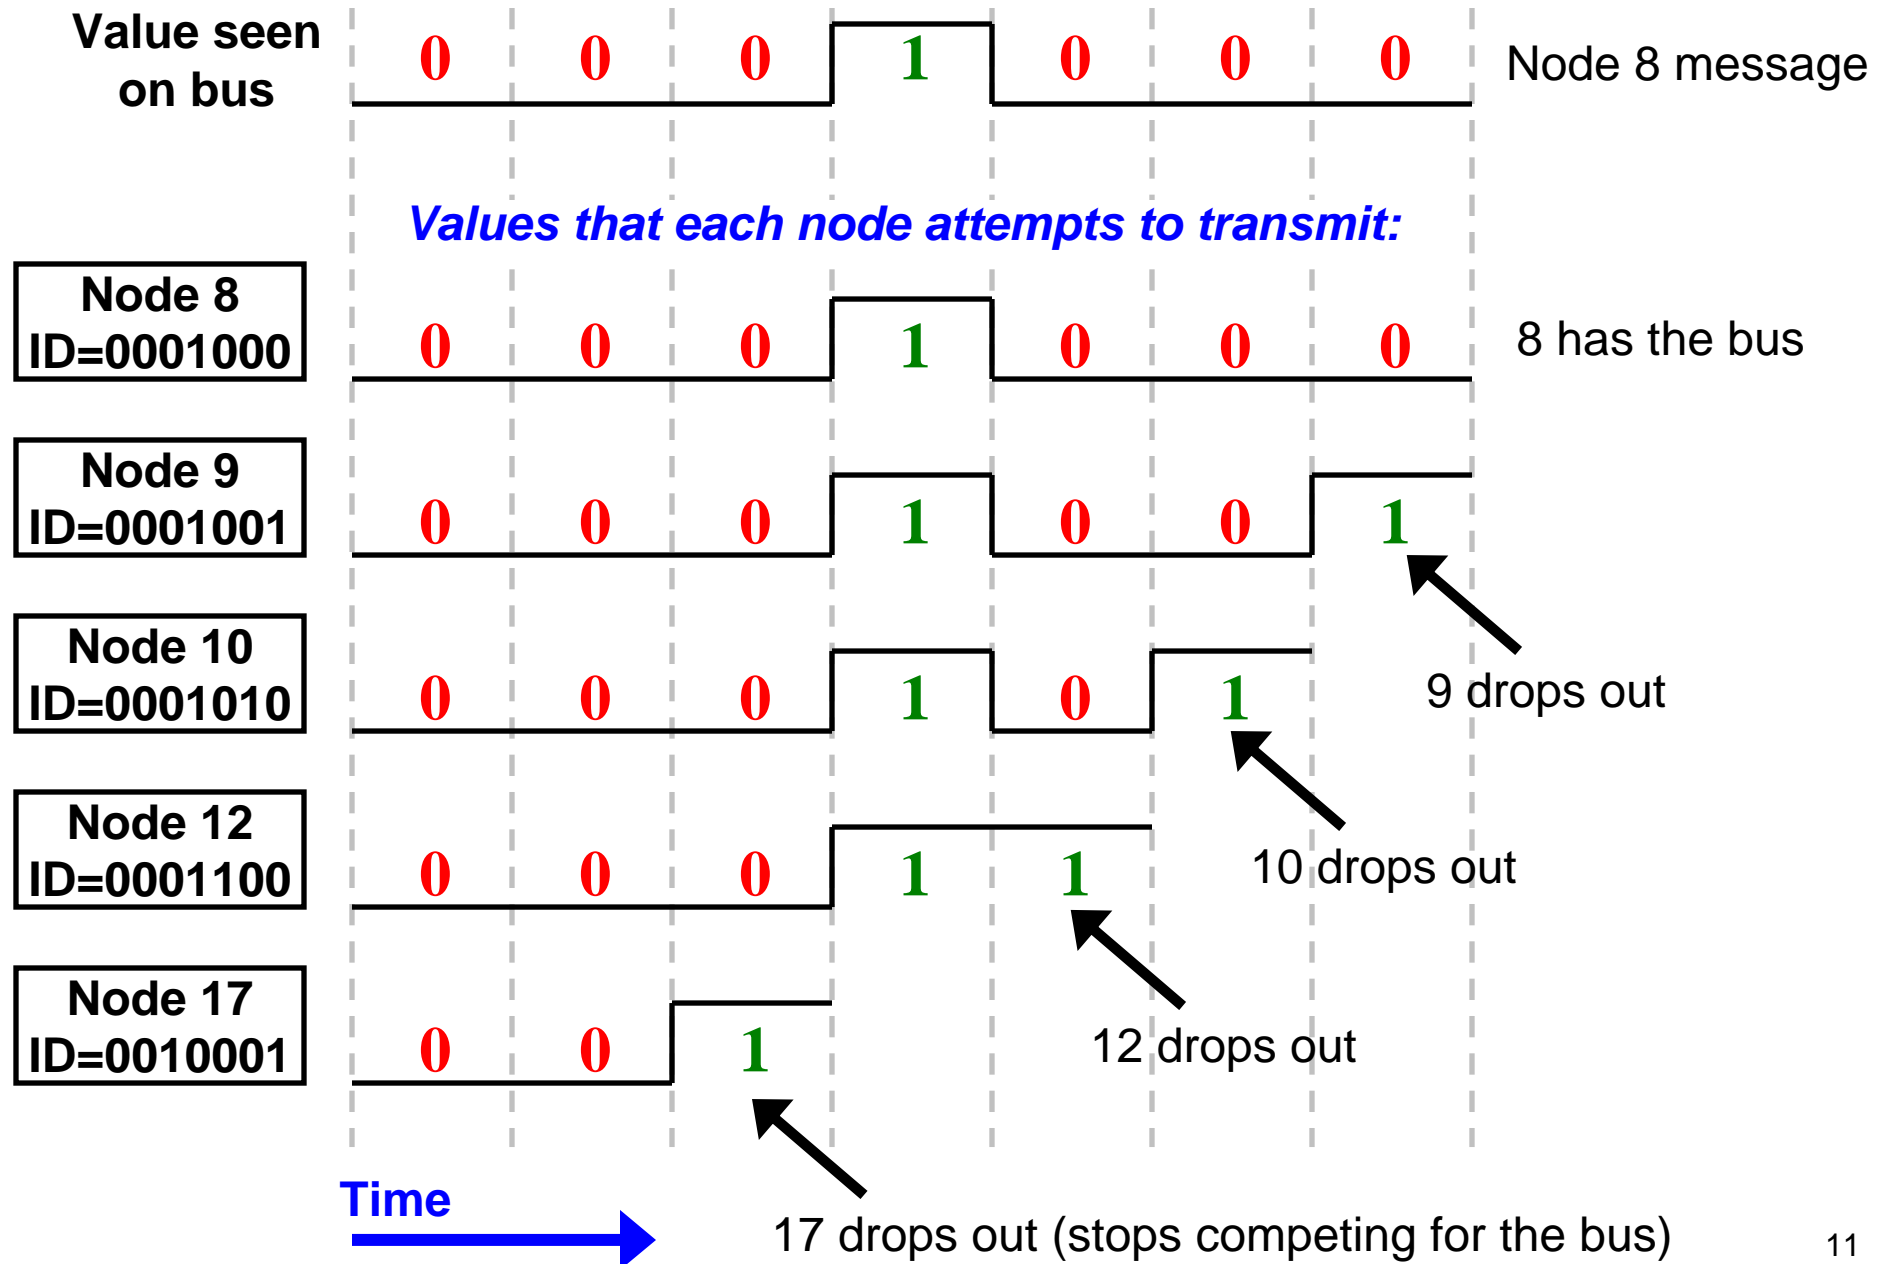 Value seen
on bus
0 0 0 1 0 0 0
Node 8 message
Values that each node attempts to transmit:
Node 8
ID=0001000
0 0 0 1 0 0 0
8 has the bus
Node 9
ID=0001001
0 0 0 1 0 0 1
9 drops out
Node 10
ID=0001010
0 0 0 1 0 1
10 drops out
Node 12
ID=0001100
0 0 0 1 1
12 drops out
Node 17
ID=0010001
0 0 1
17 drops out (stops competing for the bus)
Time
11